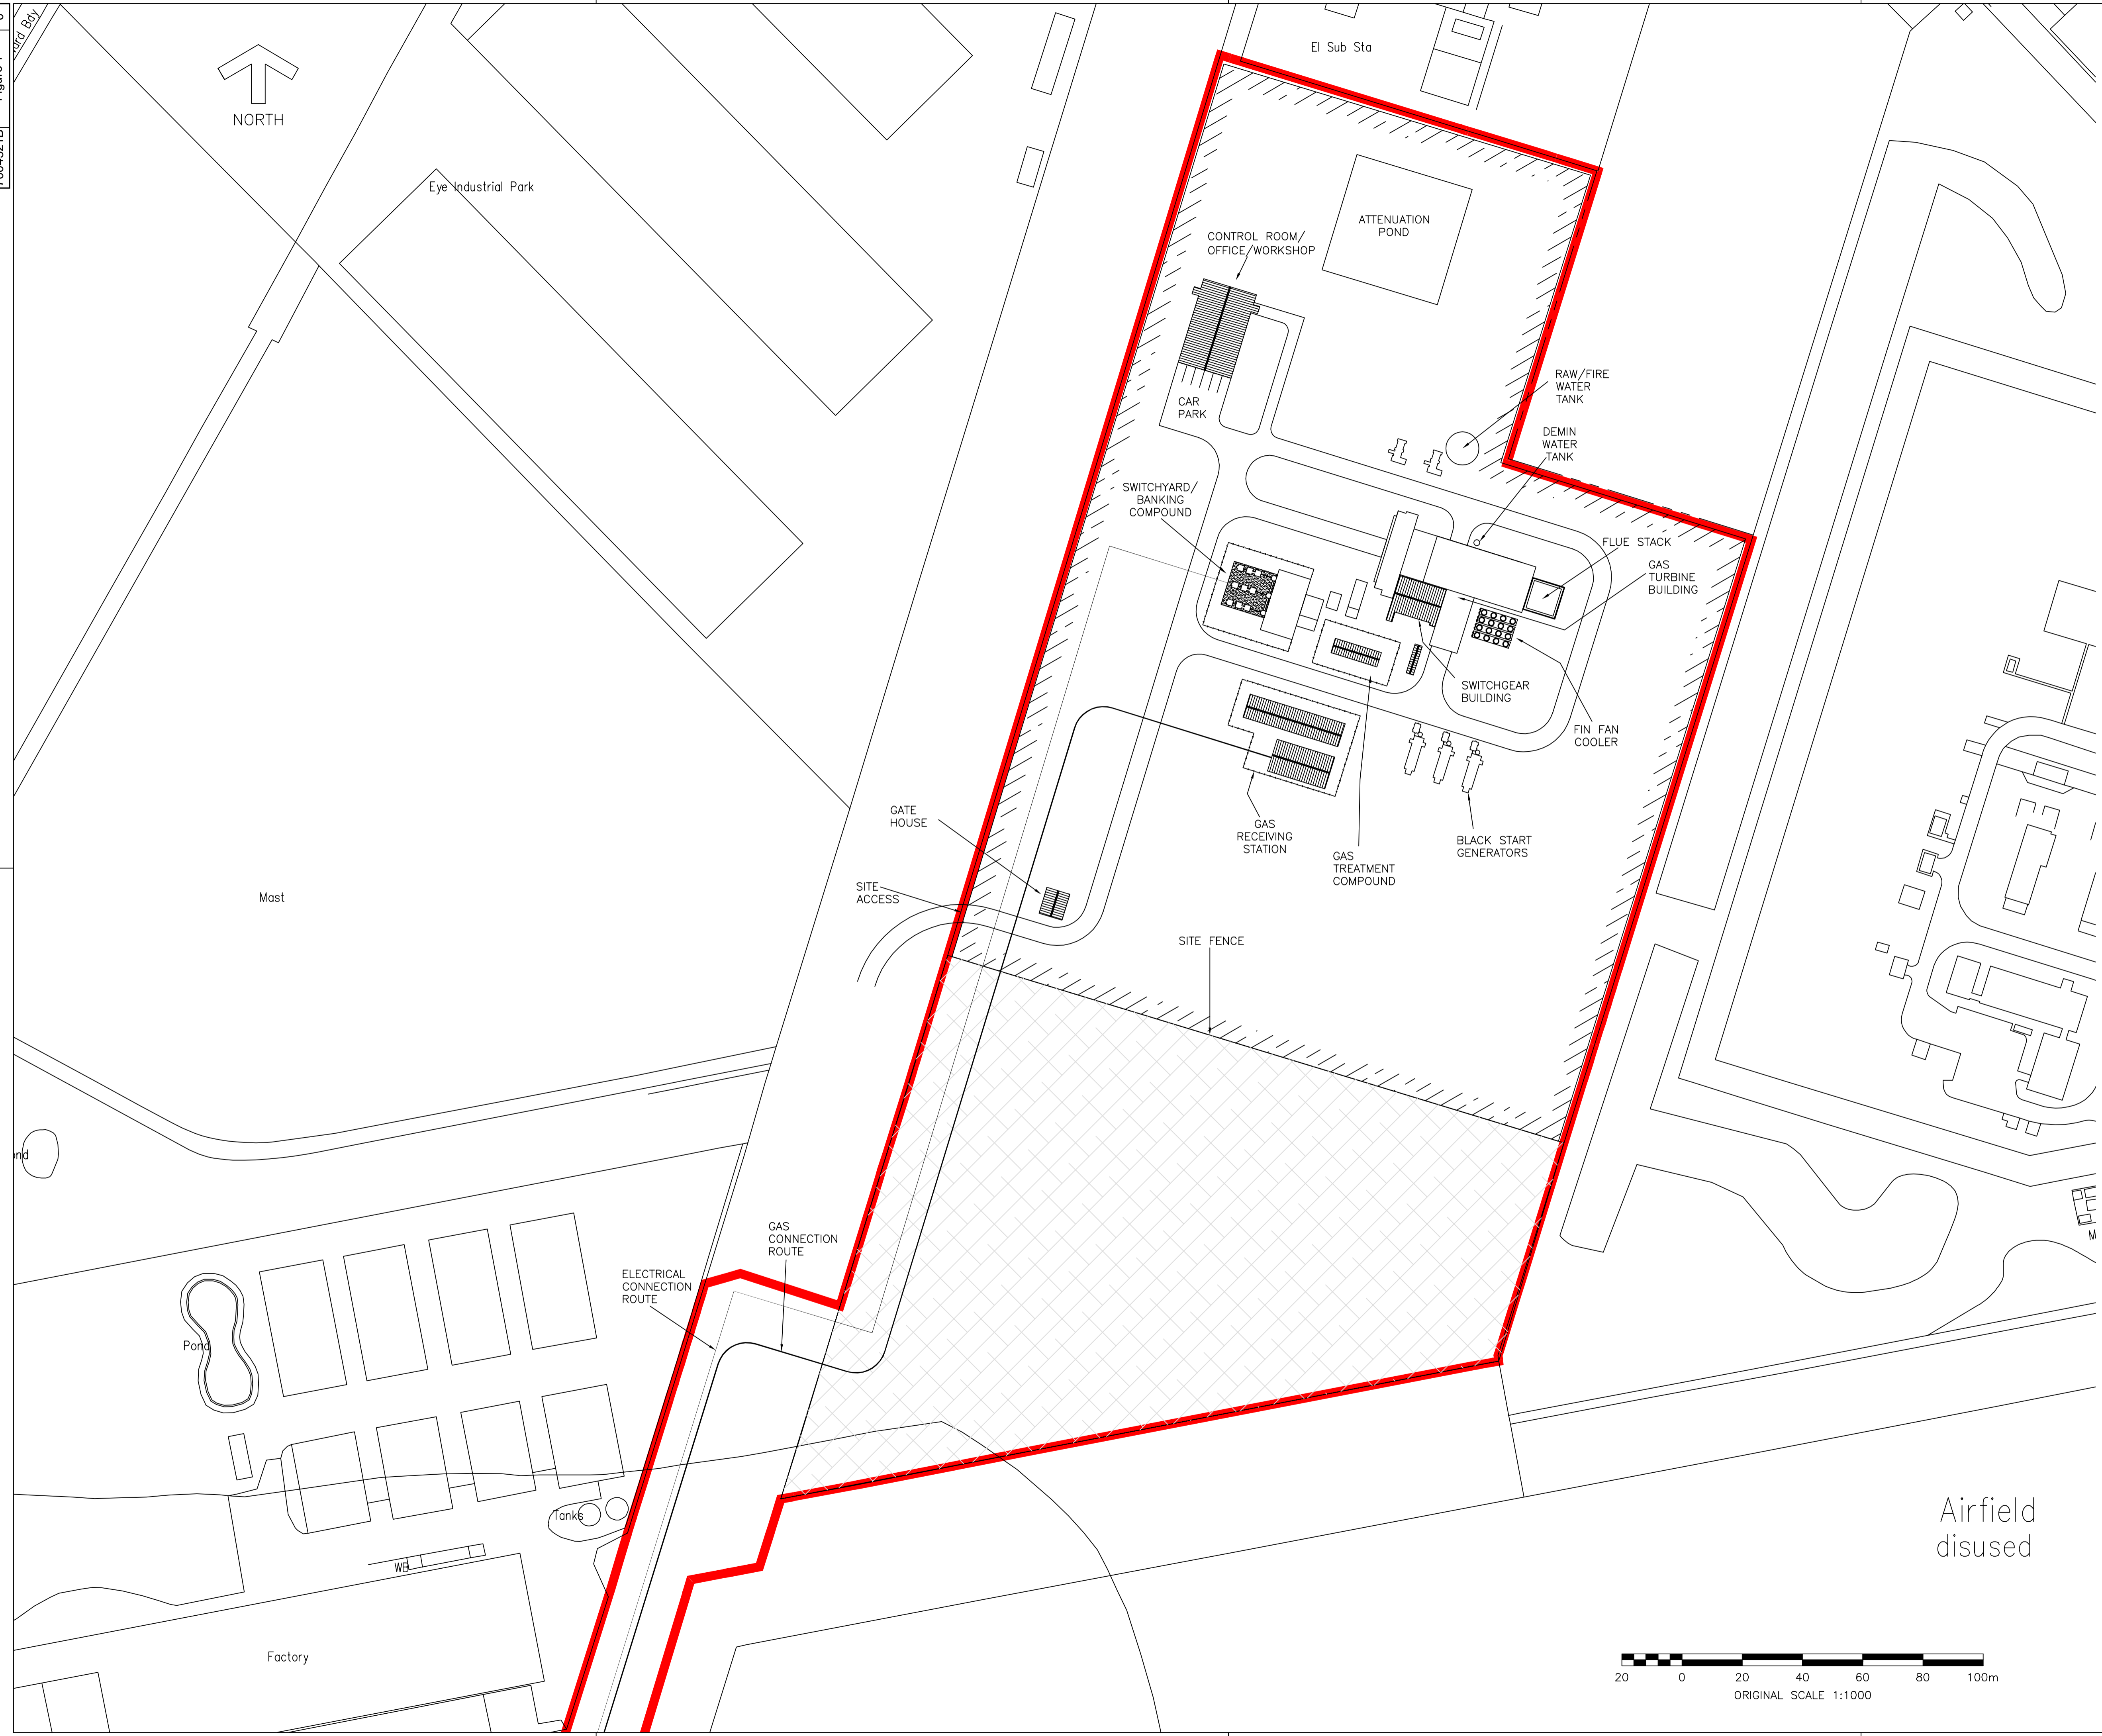 El Sub Sta
NORTH
Eye Industrial Park
ATTENUATION
POND
CONTROL ROOM/
OFFICE/WORKSHOP
RAW/FIRE
WATER
TANK
CAR
PARK
DEMIN
WATER
TANK
SWITCHYARD/
BANKING
COMPOUND
FLUE STACK
GAS
TURBINE
BUILDING
SWITCHGEAR
BUILDING
FIN FAN
COOLER
GATE
HOUSE
GAS
RECEIVING
STATION
BLACK START
GENERATORS
GAS
TREATMENT
COMPOUND
SITE
ACCESS
Mast
SITE FENCE
GAS
CONNECTION
ROUTE
ELECTRICAL
CONNECTION
ROUTE
Pond
Tanks
WB
Factory
Airfield
disused
20 0 20 40 60 80 100m
ORIGINAL SCALE 1:1000